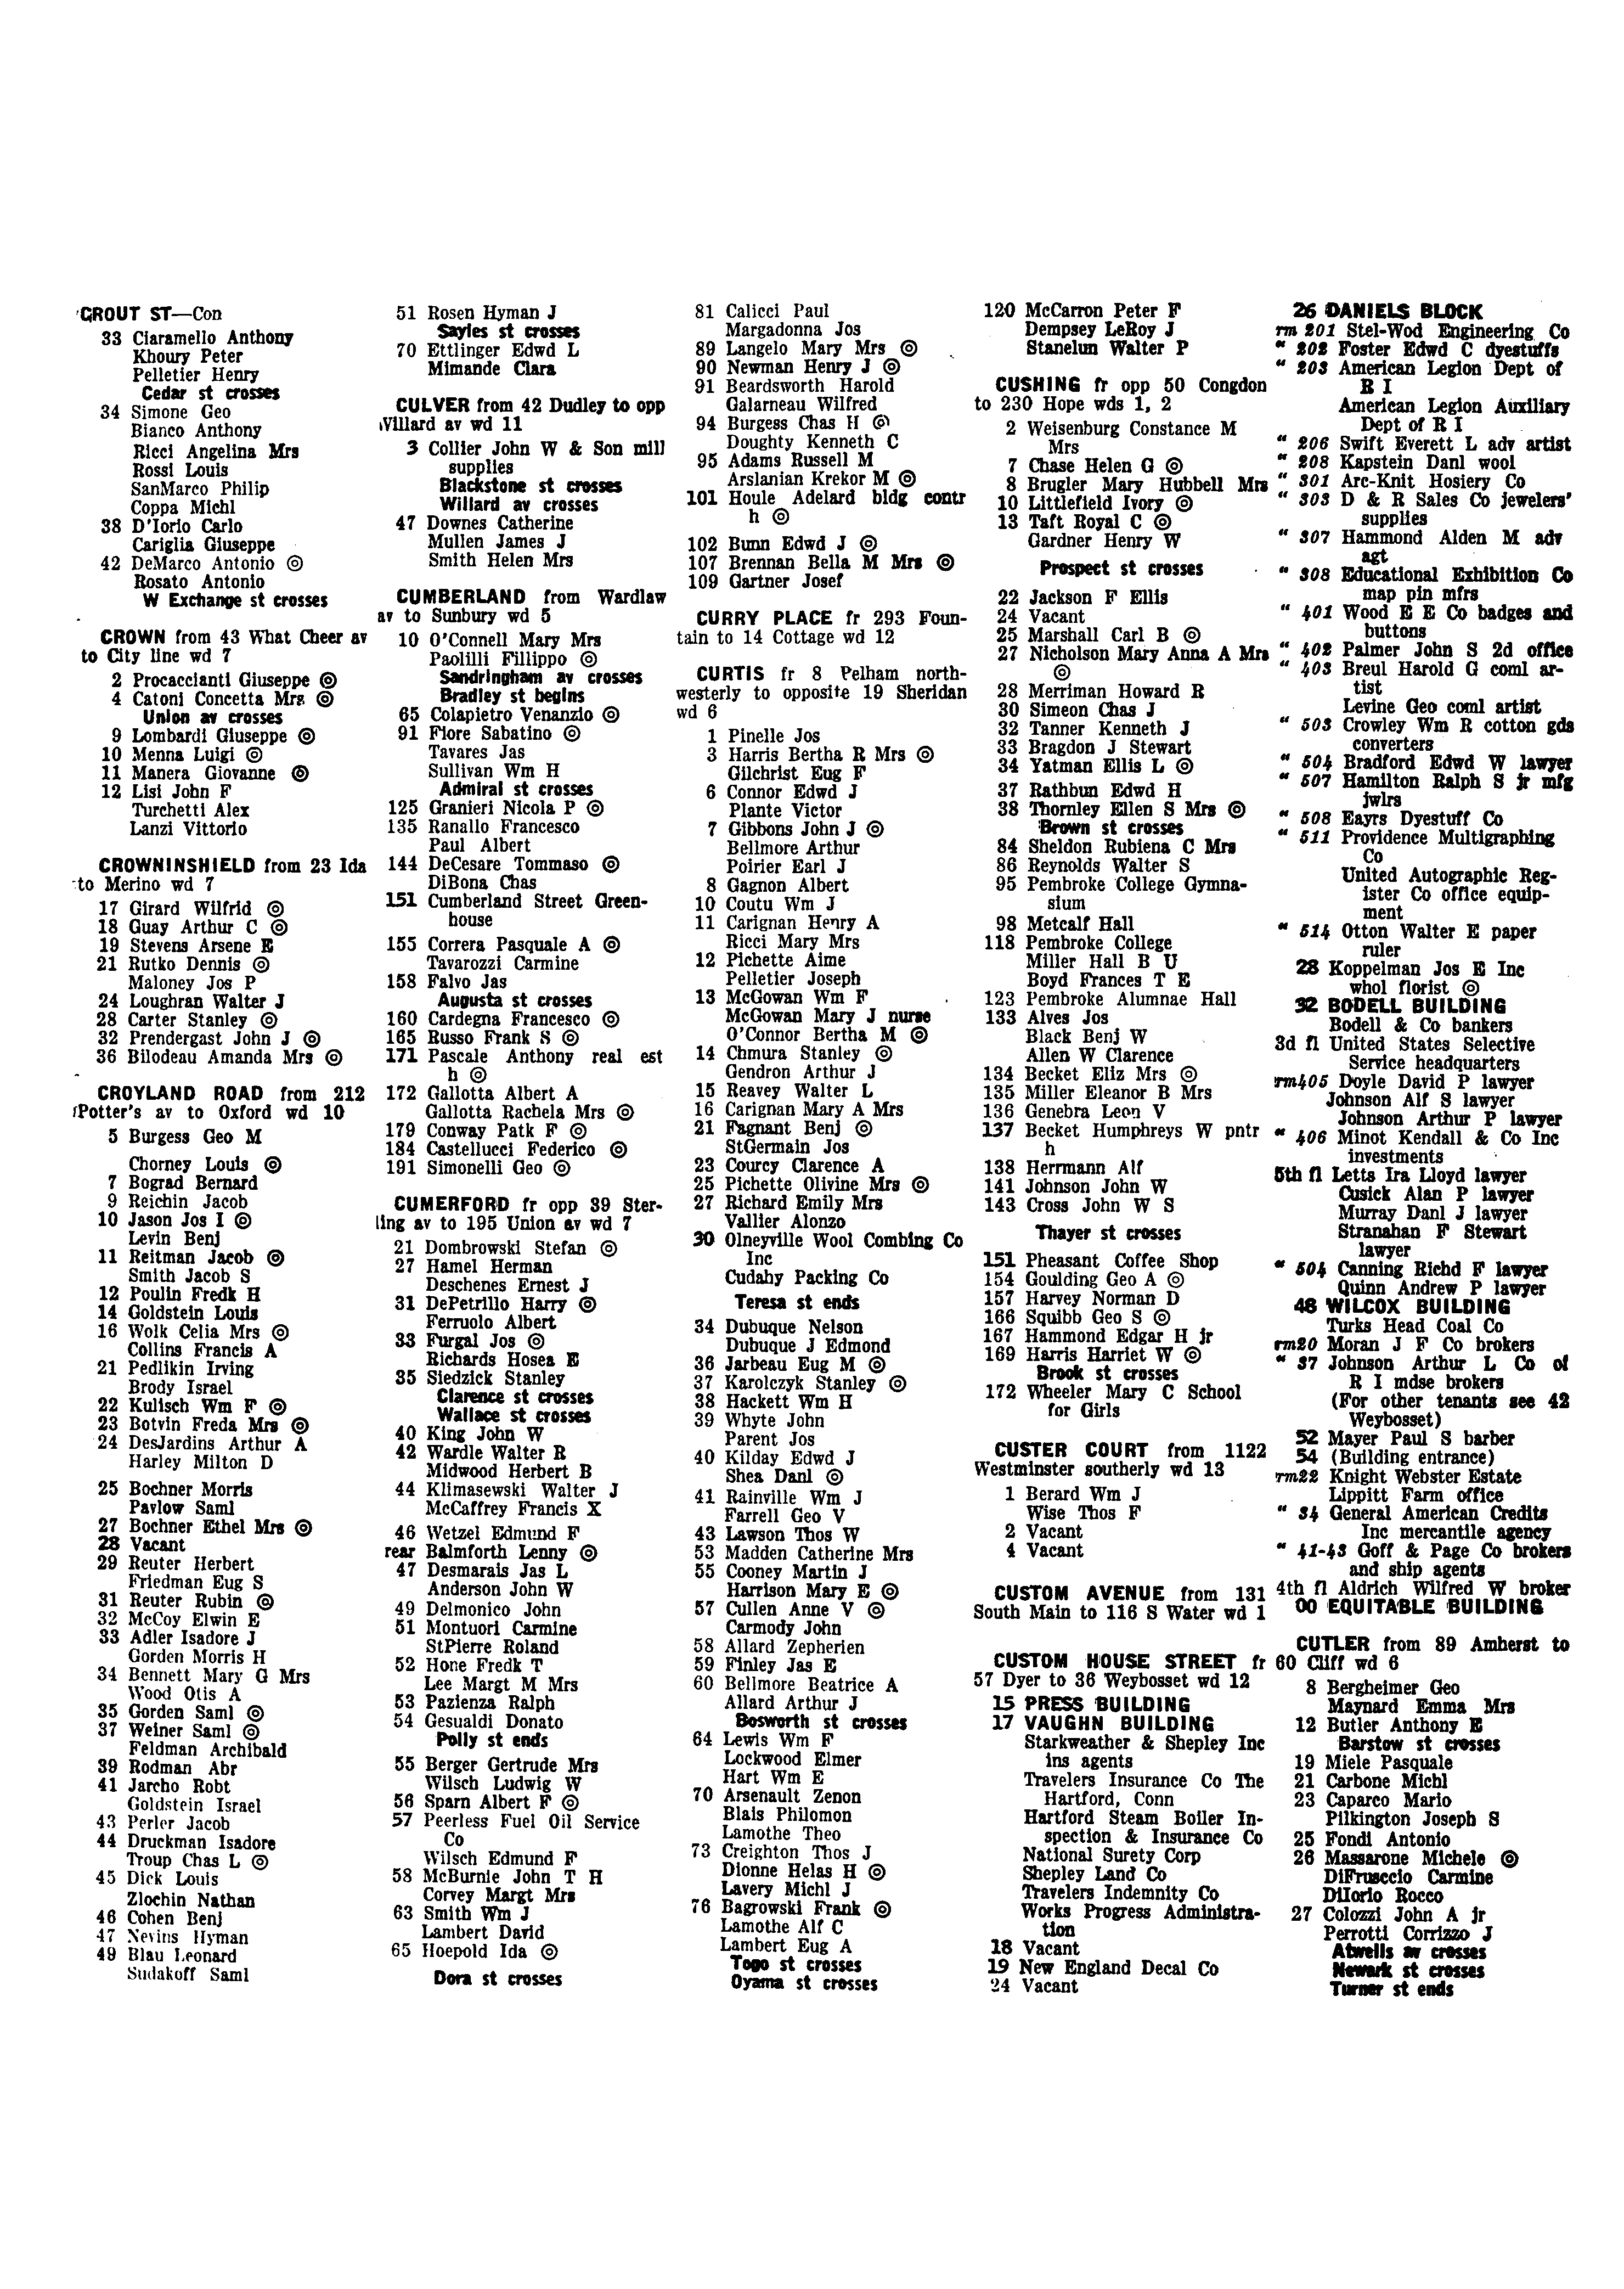 CROUT ST—Con
33 Ciaramello Anthony
Khoury Peter
Pelletier Henry
Cedar st crosses
34 Simone Geo
Bianco Anthony
Ricci Angelina Mrs
Rossi Louis
SanMarco Philip
Coppa Michl
38 D'Iorio Carlo
Cariglia Giuseppe
42 DeMarco Antonio ◎
Rosato Antonio
W Exchange st crosses
CROWN from 43 What Cheer av
to City line wd 7
2 Procaccianti Giuseppe ◎
4 Catoni Concetta Mrs ◎
Union av crosses
9 Lombardi Giuseppe ◎
10 Menna Luigi ◎
11 Manera Giovanne ◎
12 Lisi John F
Turchetti Alex
Lanzi Vittorio
CROWNINSHIELD from 23 Ida
to Merino wd 7
17 Girard Wilfrid ◎
18 Guay Arthur C ◎
19 Stevens Arsene E
21 Rutko Dennis ◎
Maloney Jos P
24 Loughran Walter J
28 Carter Stanley ◎
32 Prendergast John J ◎
36 Bilodeau Amanda Mrs ◎
CROYLAND ROAD from 212
Potter's av to Oxford wd 10
5 Burgess Geo M
Chorney Louis ◎
7 Bograd Bernard
9 Reichin Jacob
10 Jason Jos I ◎
Levin Benj
11 Reitman Jacob ◎
Smith Jacob S
12 Poulin Fredk H
14 Goldstein Louis
16 Wolk Celia Mrs ◎
Collins Francis A
21 Pedlikin Irving
Brody Israel
22 Kulisch Wm F ◎
23 Botvin Freda Mrs ◎
24 DesJardins Arthur A
Harley Milton D
25 Bochner Morris
Pavlow Saml
27 Bochner Ethel Mrs ◎
28 Vacant
29 Reuter Herbert
Friedman Eug S
31 Reuter Rubin ◎
32 McCoy Elwin E
33 Adler Isadore J
Gorden Morris H
34 Bennett Mary G Mrs
Wood Otis A
35 Gorden Saml ◎
37 Weiner Saml ◎
Feldman Archibald
39 Rodman Abr
41 Jarcho Robt
Goldstein Israel
43 Perler Jacob
44 Druckman Isadore
Troup Chas L ◎
45 Dick Louis
Zlochin Nathan
46 Cohen Benj
47 Nevins Hyman
49 Blau Leonard
Sudakoff Saml
51 Rosen Hyman J
Sayles st crosses
70 Ettlinger Edwd L
Mimande Clara
CULVER from 42 Dudley to opp
Willard av wd 11
3 Collier John W & Son mill
supplies
Blackstone st crosses
Willard av crosses
47 Downes Catherine
Mullen James J
Smith Helen Mrs
CUMBERLAND from Wardlaw
av to Sunbury wd 5
10 O'Connell Mary Mrs
Paolilli Fillippo ◎
Sandringham av crosses
Bradley st begins
65 Colapietro Venanzio ◎
91 Fiore Sabatino ◎
Tavares Jas
Sullivan Wm H
Admiral st crosses
125 Granieri Nicola P ◎
135 Ranallo Francesco
Paul Albert
144 DeCesare Tommaso ◎
DiBona Chas
151 Cumberland Street Green-
house
155 Correra Pasquale A ◎
Tavarozzi Carmine
158 Falvo Jas
Augusta st crosses
160 Cardegna Francesco ◎
165 Russo Frank S ◎
171 Pascale Anthony real est
h ◎
172 Gallotta Albert A
Gallotta Rachela Mrs ◎
179 Conway Patk F ◎
184 Castellucci Federico ◎
191 Simonelli Geo ◎
CUMERFORD fr opp 39 Ster-
ling av to 195 Union av wd 7
21 Dombrowski Stefan ◎
27 Hamel Herman
Deschenes Ernest J
31 DePetrillo Harry ◎
Ferruolo Albert
33 Furgal Jos ◎
Richards Hosea E
35 Siedzick Stanley
Clarence st crosses
Wallace st crosses
40 King John W
42 Wardle Walter R
Midwood Herbert B
44 Klimasewski Walter J
McCaffrey Francis X
46 Wetzel Edmund F
rear Balmforth Lenny ◎
47 Desmarais Jas L
Anderson John W
49 Delmonico John
51 Montuori Carmine
StPierre Roland
52 Hone Fredk T
Lee Margt M Mrs
53 Pazienza Ralph
54 Gesualdi Donato
Polly st ends
55 Berger Gertrude Mrs
Wilsch Ludwig W
56 Sparn Albert F ◎
57 Peerless Fuel Oil Service
Co
Wilsch Edmund F
58 McBurnie John T H
Corvey Margt Mrs
63 Smith Wm J
Lambert David
65 Hoepold Ida ◎
Dora st crosses
81 Calicci Paul
Margadonna Jos
89 Langelo Mary Mrs ◎
90 Newman Henry J ◎
91 Beardsworth Harold
Galarneau Wilfred
94 Burgess Chas H ◎
Doughty Kenneth C
95 Adams Russell M
Arslanian Krekor M ◎
101 Houle Adelard bldg contr
h ◎
102 Bunn Edwd J ◎
107 Brennan Bella M Mrs ◎
109 Gartner Josef
CURRY PLACE fr 293 Foun-
tain to 14 Cottage wd 12
CURTIS fr 8 Pelham north-
westerly to opposite 19 Sheridan
wd 6
1 Pinelle Jos
3 Harris Bertha R Mrs ◎
Gilchrist Eug F
6 Connor Edwd J
Plante Victor
7 Gibbons John J ◎
Bellmore Arthur
Poirier Earl J
8 Gagnon Albert
10 Coutu Wm J
11 Carignan Henry A
Ricci Mary Mrs
12 Pichette Aime
Pelletier Joseph
13 McGowan Wm F
McGowan Mary J nurse
O'Connor Bertha M ◎
14 Chmura Stanley ◎
Gendron Arthur J
15 Reavey Walter L
16 Carignan Mary A Mrs
21 Fagnant Benj ◎
StGermain Jos
23 Courcy Clarence A
25 Pichette Olivine Mrs ◎
27 Richard Emily Mrs
Vallier Alonzo
30 Olneyville Wool Combing Co
Inc
Cudahy Packing Co
Teresa st ends
34 Dubuque Nelson
Dubuque J Edmond
36 Jarbeau Eug M ◎
37 Karolczyk Stanley ◎
38 Hackett Wm H
39 Whyte John
Parent Jos
40 Kilday Edwd J
Shea Danl ◎
41 Rainville Wm J
Farrell Geo V
43 Lawson Thos W
53 Madden Catherine Mrs
55 Cooney Martin J
Harrison Mary E ◎
57 Cullen Anne V ◎
Carmody John
58 Allard Zepherien
59 Finley Jas E
60 Bellmore Beatrice A
Allard Arthur J
Bosworth st crosses
64 Lewis Wm F
Lockwood Elmer
Hart Wm E
70 Arsenault Zenon
Blais Philomon
Lamothe Theo
73 Creighton Thos J
Dionne Helas H ◎
Lavery Michl J
76 Bagrowski Frank ◎
Lamothe Alf C
Lambert Eug A
Togo st crosses
Oyama st crosses
120 McCarron Peter F
Dempsey LeRoy J
Stanelun Walter P
CUSHING fr opp 50 Congdon
to 230 Hope wds 1, 2
2 Weisenburg Constance M
Mrs
7 Chase Helen G ◎
8 Brugler Mary Hubbell Mrs
10 Littlefield Ivory ◎
13 Taft Royal C ◎
Gardner Henry W
Prospect st crosses
22 Jackson F Ellis
24 Vacant
25 Marshall Carl B ◎
27 Nicholson Mary Anna A Mrs
◎
28 Merriman Howard R
30 Simeon Chas J
32 Tanner Kenneth J
33 Bragdon J Stewart
34 Yatman Ellis L ◎
37 Rathbun Edwd H
38 Thornley Ellen S Mrs ◎
Brown st crosses
84 Sheldon Rubiena C Mrs
86 Reynolds Walter S
95 Pembroke College Gymna-
sium
98 Metcalf Hall
118 Pembroke College
Miller Hall B U
Boyd Frances T E
123 Pembroke Alumnae Hall
133 Alves Jos
Black Benj W
Allen W Clarence
134 Becket Eliz Mrs ◎
135 Miller Eleanor B Mrs
136 Genebra Leon V
137 Becket Humphreys W pntr
h
138 Herrmann Alf
141 Johnson John W
143 Cross John W S
Thayer st crosses
151 Pheasant Coffee Shop
154 Goulding Geo A ◎
157 Harvey Norman D
166 Squibb Geo S ◎
167 Hammond Edgar H jr
169 Harris Harriet W ◎
Brook st crosses
172 Wheeler Mary C School
for Girls
CUSTER COURT from 1122
Westminster southerly wd 13
1 Berard Wm J
Wise Thos F
2 Vacant
4 Vacant
CUSTOM AVENUE from 131
South Main to 116 S Water wd 1
CUSTOM HOUSE STREET fr
57 Dyer to 36 Weybosset wd 12
15 PRESS BUILDING
17 VAUGHN BUILDING
Starkweather & Shepley Inc
ins agents
Travelers Insurance Co The
Hartford, Conn
Hartford Steam Boiler In-
spection & Insurance Co
National Surety Corp
Shepley Land Co
Travelers Indemnity Co
Works Progress Administra-
tion
18 Vacant
19 New England Decal Co
24 Vacant
26 DANIELS BLOCK
rm 201 Stel-Wod Engineering Co
" 202 Foster Edwd C dyestuffs
" 203 American Legion Dept of
R I
American Legion Auxiliary
Dept of R I
" 206 Swift Everett L adv artist
" 208 Kapstein Danl wool
" 301 Arc-Knit Hosiery Co
" 303 D & R Sales Co jewelers'
supplies
" 307 Hammond Alden M adv
agt
" 308 Educational Exhibition Co
map pin mfrs
" 401 Wood E E Co badges and
buttons
" 402 Palmer John S 2d office
" 403 Breul Harold G coml ar-
tist
Levine Geo coml artist
" 503 Crowley Wm R cotton gds
converters
" 504 Bradford Edwd W lawyer
" 507 Hamilton Ralph S jr mfg
jwlrs
" 508 Eayrs Dyestuff Co
" 511 Providence Multigraphing
Co
United Autographic Reg-
ister Co office equip-
ment
" 514 Otton Walter E paper
ruler
28 Koppelman Jos E Inc
whol florist ◎
32 BODELL BUILDING
Bodell & Co bankers
3d fl United States Selective
Service headquarters
rm405 Doyle David P lawyer
Johnson Alf S lawyer
Johnson Arthur P lawyer
" 406 Minot Kendall & Co Inc
investments
5th fl Letts Ira Lloyd lawyer
Cusick Alan P lawyer
Murray Danl J lawyer
Stranahan F Stewart
lawyer
" 504 Canning Richd F lawyer
Quinn Andrew P lawyer
48 WILCOX BUILDING
Turks Head Coal Co
rm20 Moran J F Co brokers
" 37 Johnson Arthur L Co of
R I mdse brokers
(For other tenants see 42
Weybosset)
52 Mayer Paul S barber
54 (Building entrance)
rm22 Knight Webster Estate
Lippitt Farm office
" 34 General American Credits
Inc mercantile agency
" 41-43 Goff & Page Co brokers
and ship agents
4th fl Aldrich Wilfred W broker
00 EQUITABLE BUILDING
CUTLER from 89 Amherst to
60 Cliff wd 6
8 Bergheimer Geo
Maynard Emma Mrs
12 Butler Anthony E
Barstow st crosses
19 Miele Pasquale
21 Carbone Michl
23 Caparco Mario
Pilkington Joseph S
25 Fondi Antonio
26 Massarone Michele ◎
DiFrusccio Carmine
DiIorio Rocco
27 Colozzi John A jr
Perrotti Corrizzo J
Atwells av crosses
Newark st crosses
Turner st ends